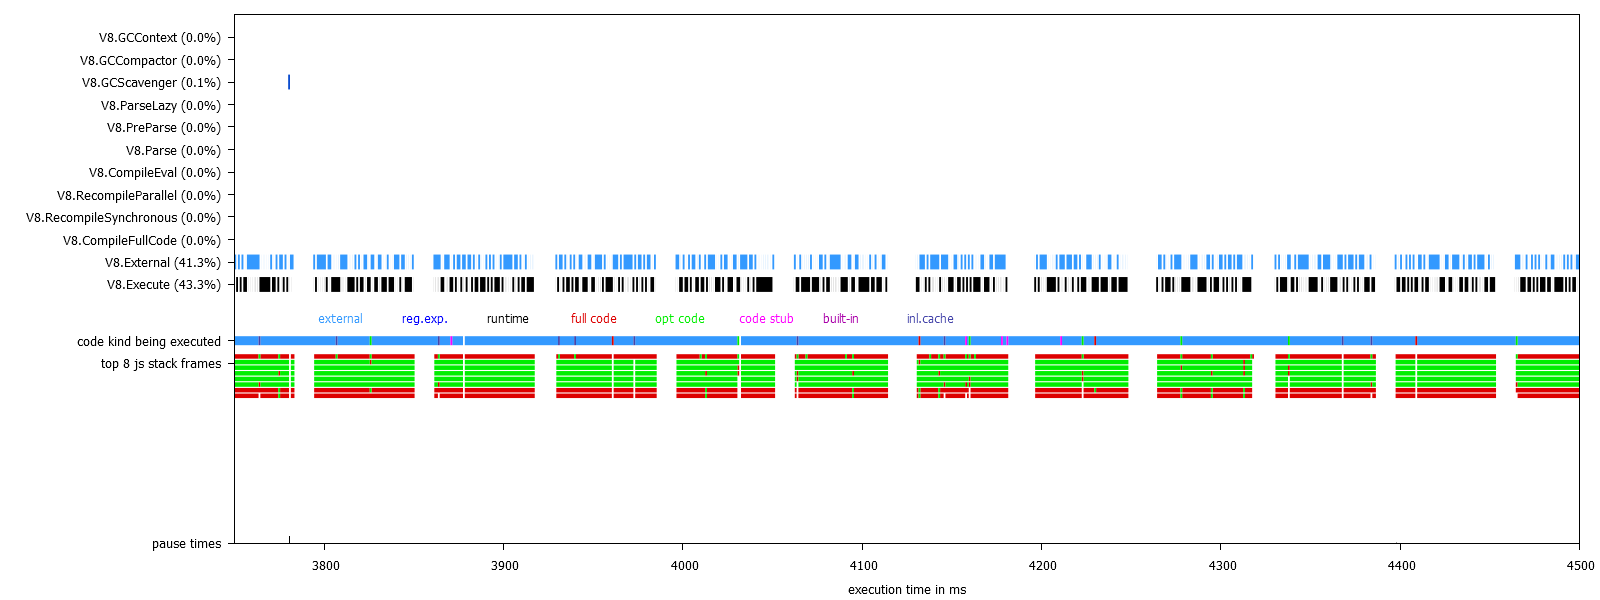 V8.GCContext (0.0%)
V8.GCCompactor (0.0%)
V8.GCScavenger (0.1%)
V8.ParseLazy (0.0%)
V8.PreParse (0.0%)
V8.Parse (0.0%)
V8.CompileEval (0.0%)
V8.RecompileParallel (0.0%)
V8.RecompileSynchronous (0.0%)
V8.CompileFullCode (0.0%)
V8.External (41.3%)
V8.Execute (43.3%)
external reg.exp. runtime full code opt code code stub built-in inl.cache
code kind being executed
top 8 js stack frames
pause times
3800 3900 4000 4100 4200 4300 4400 4500
execution time in ms